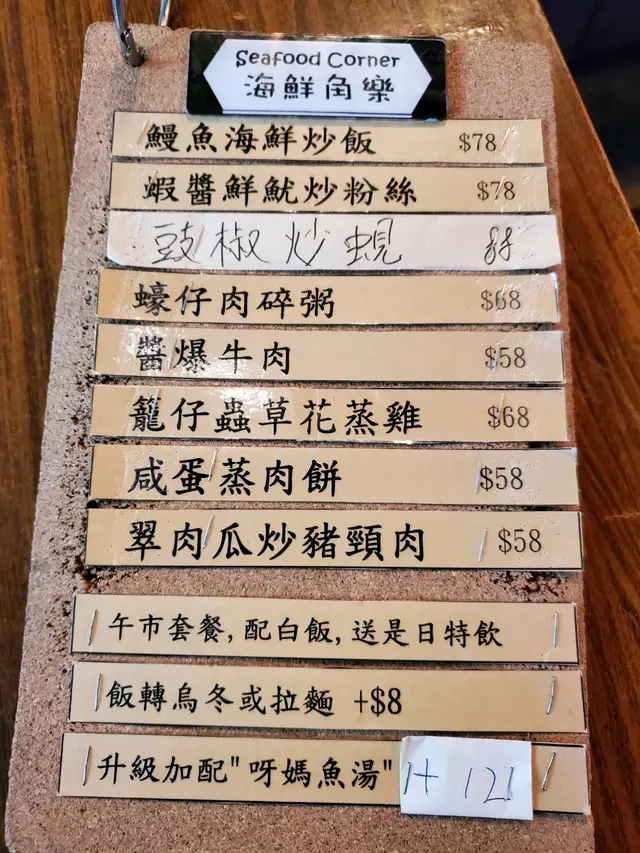 Seafood Corner
海鮮角樂
鰻魚海鮮炒飯 $78
蝦醬鮮魷炒粉絲 $78
豉椒炒蜆 88
蠔仔肉碎粥 $68
醬爆牛肉 $58
籠仔蟲草花蒸雞 $68
咸蛋蒸肉餅 $58
翠肉瓜炒豬頸肉 $58
午市套餐,配白飯,送是日特飲
飯轉烏冬或拉麵 +$8
升級加配"呀媽魚湯" 12